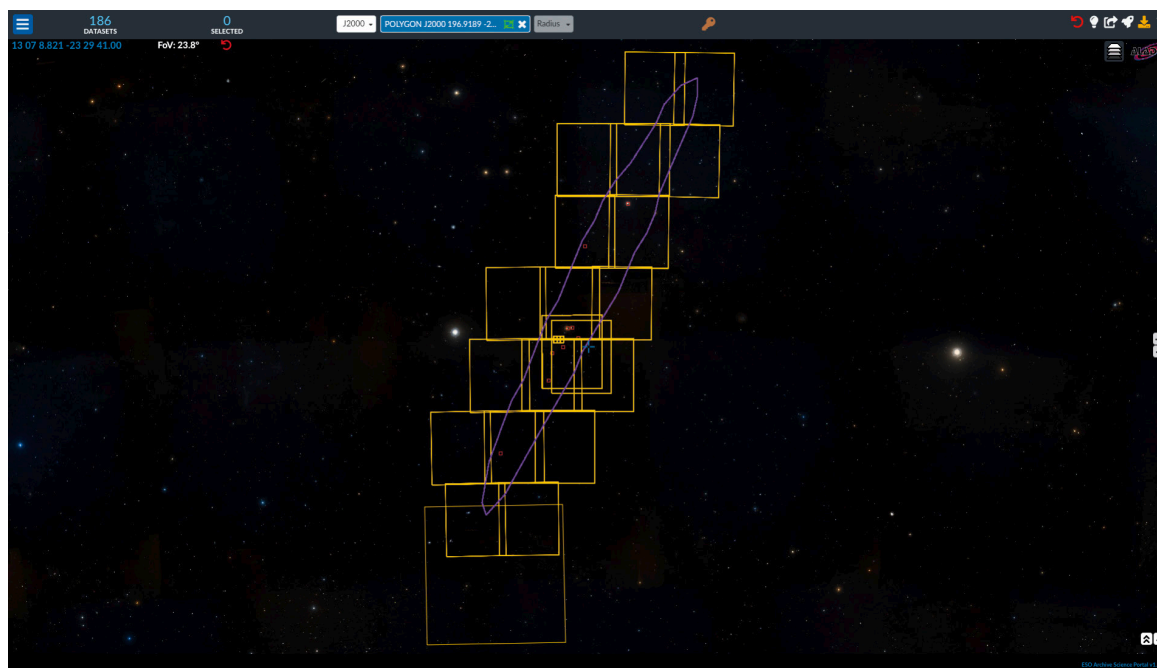 186
DATASETS
0
SELECTED
J2000
POLYGON J2000 196.9189 -2...
Radius
13 07 8.821 -23 29 41.00
FoV: 23.8°
ESO Archive Science Portal v1